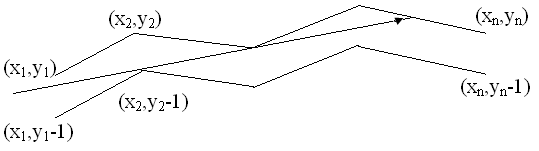 (x₂,y₂)
(xₙ,yₙ)
(x₁,y₁)
(xₙ,yₙ-1)
(x₂,y₂-1)
(x₁,y₁-1)